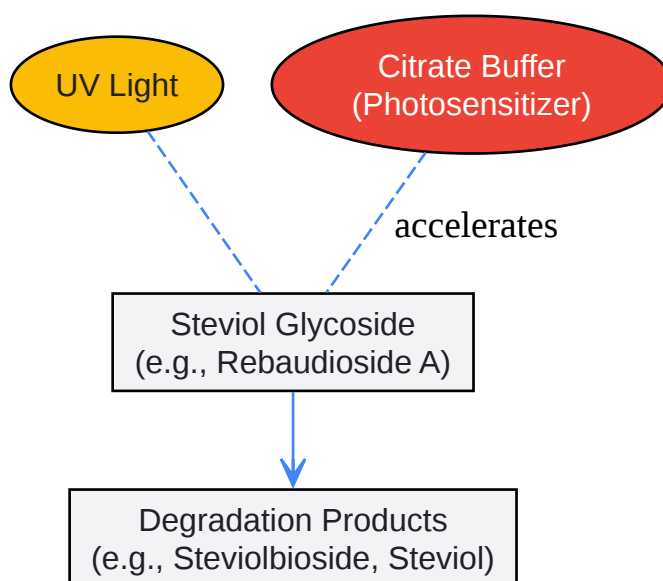 UV Light
Citrate Buffer
(Photosensitizer)
accelerates
Steviol Glycoside
(e.g., Rebaudioside A)
Degradation Products
(e.g., Steviolbioside, Steviol)